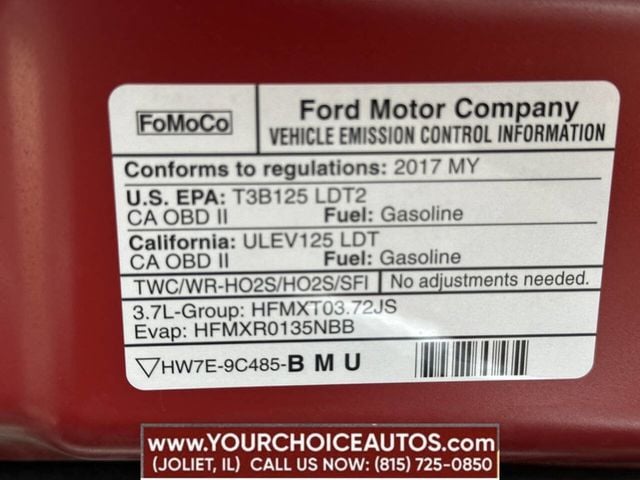 FoMoCo
Ford Motor Company
VEHICLE EMISSION CONTROL INFORMATION
Conforms to regulations: 2017 MY
U.S. EPA: T3B125 LDT2
CA OBD II Fuel: Gasoline
California: ULEV125 LDT
CA OBD II Fuel: Gasoline
TWC/WR-HO2S/HO2S/SFI No adjustments needed.
3.7L-Group: HFMXT03.72JS
Evap: HFMXR0135NBB
HW7E-9C485-BMU
WWW.YOURCHOICEAUTOS.COM
(JOLIET, IL) CALL US NOW: (815) 725-0850